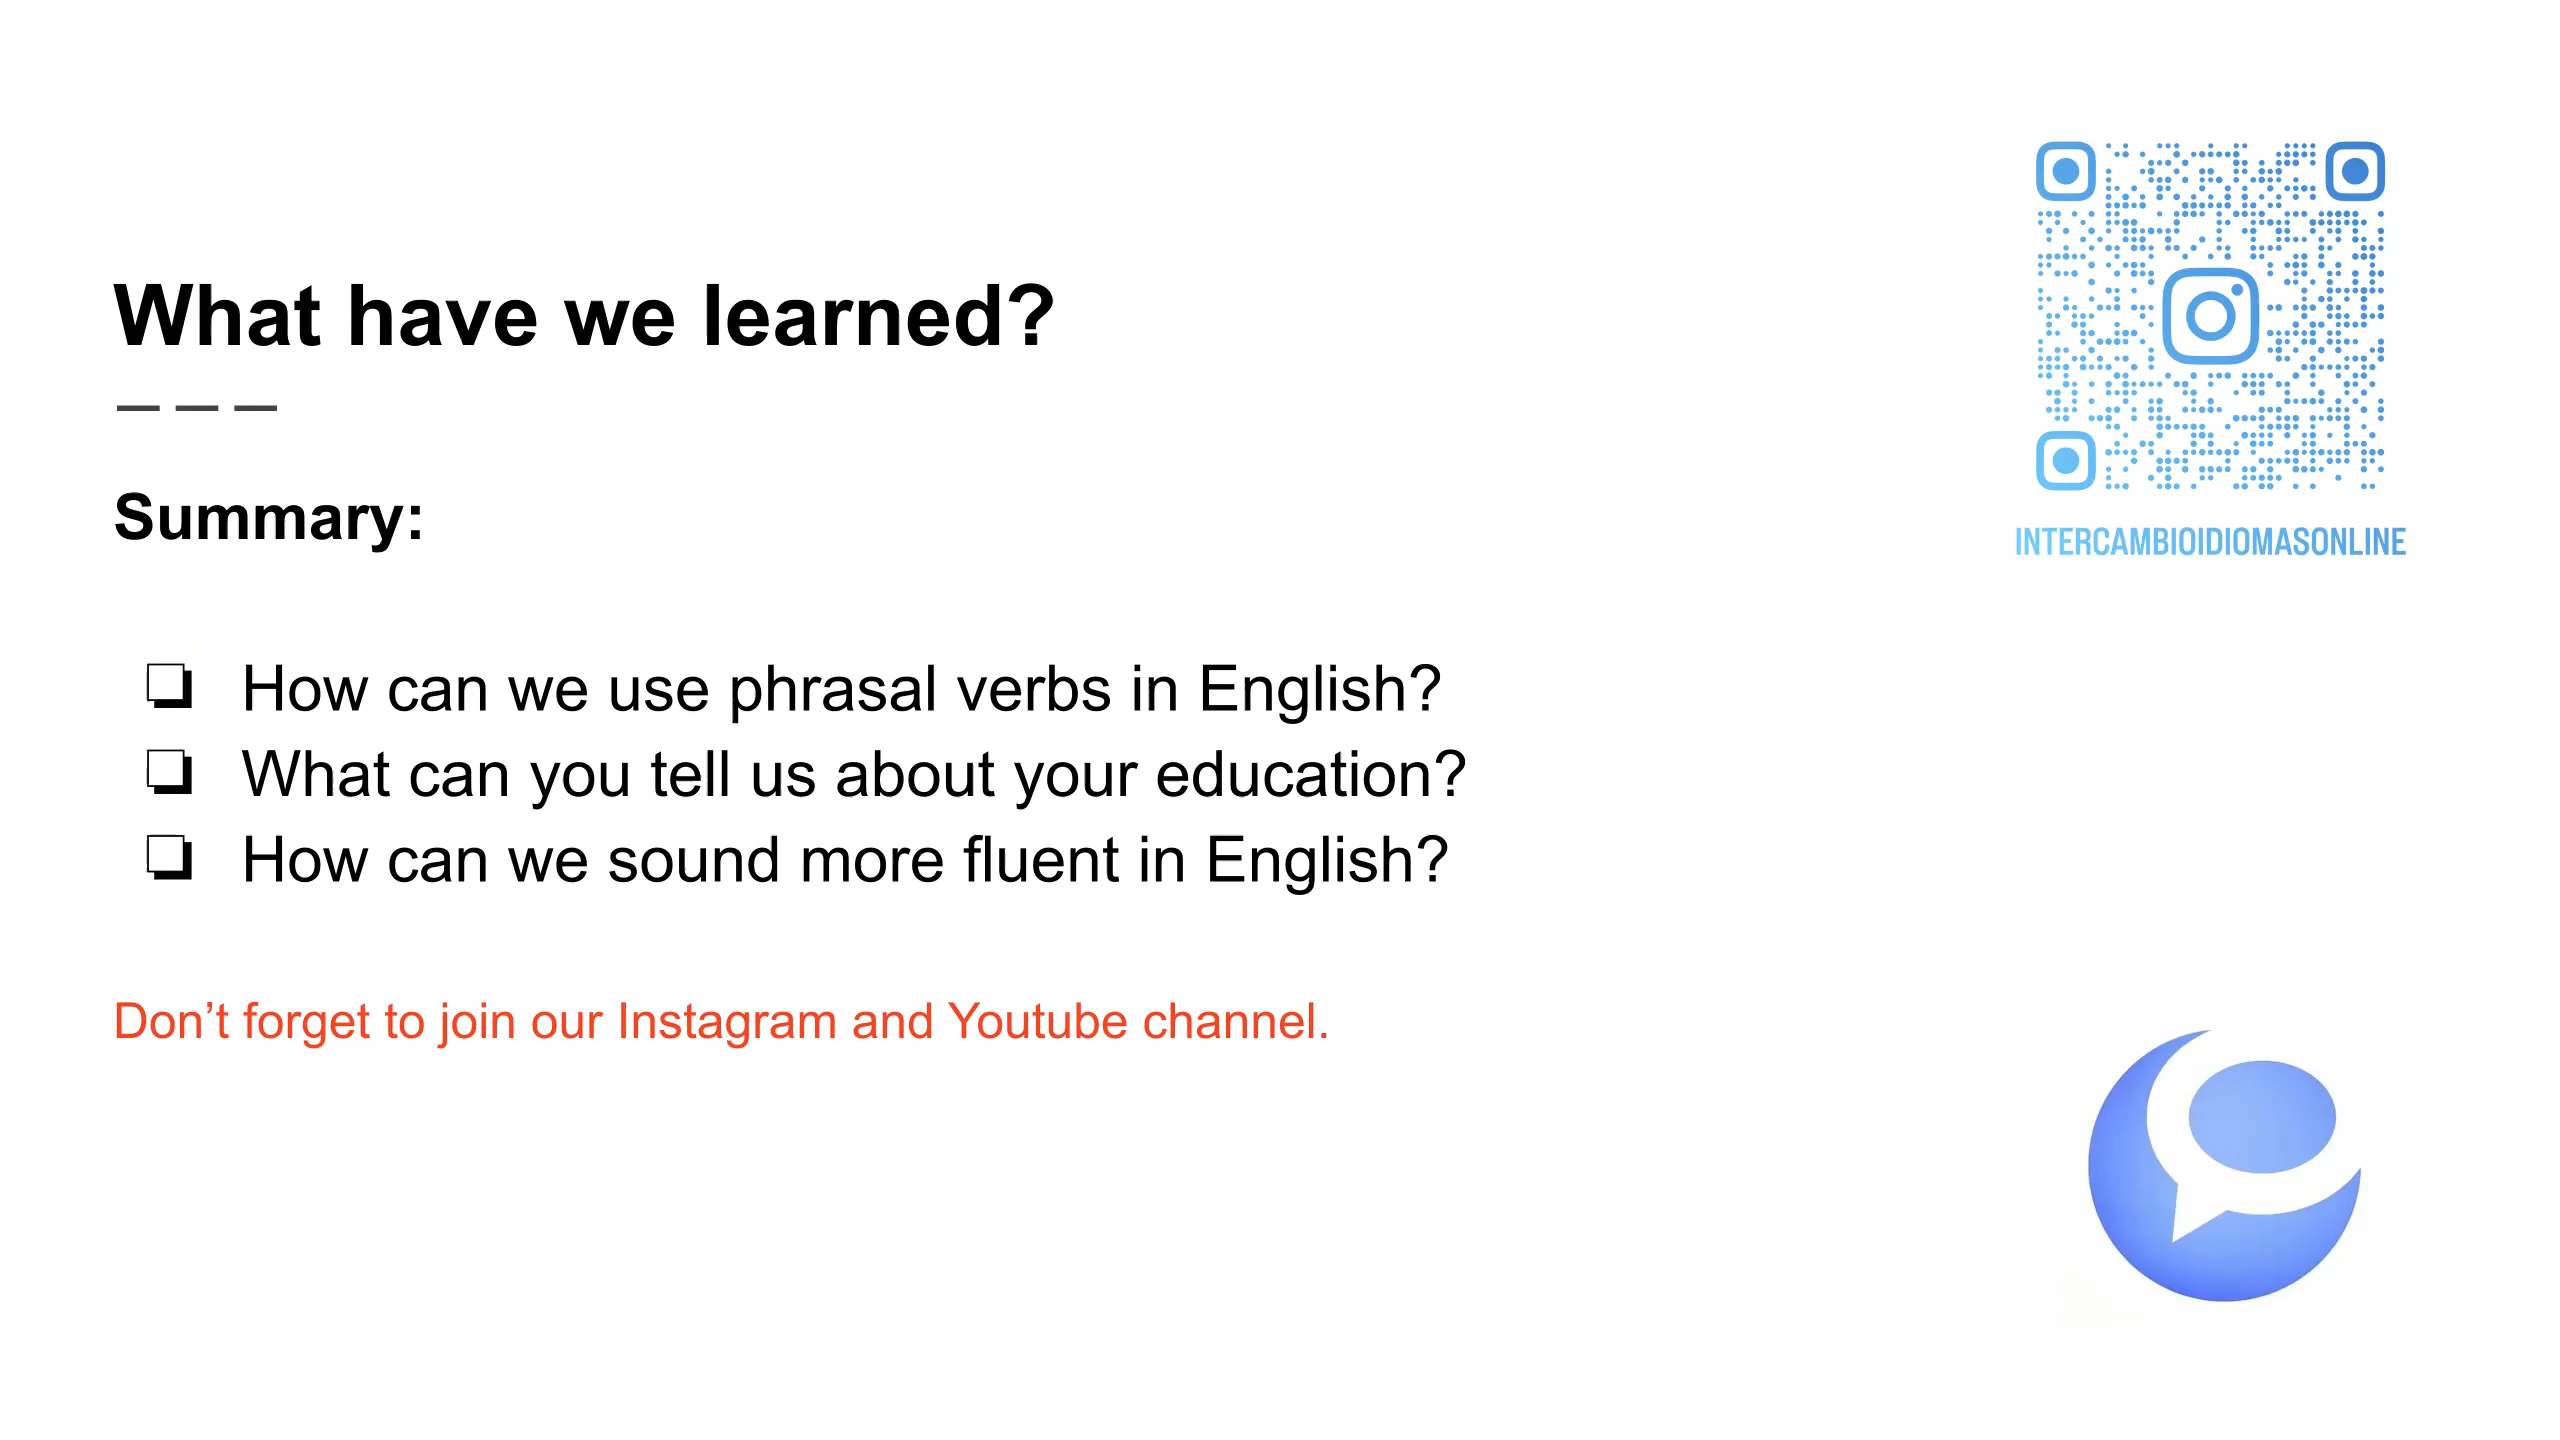 What have we learned?
Summary:
❏ How can we use phrasal verbs in English?
❏ What can you tell us about your education?
❏ How can we sound more fluent in English?
Don’t forget to join our Instagram and Youtube channel.
INTERCAMBIOIDIOMASONLINE